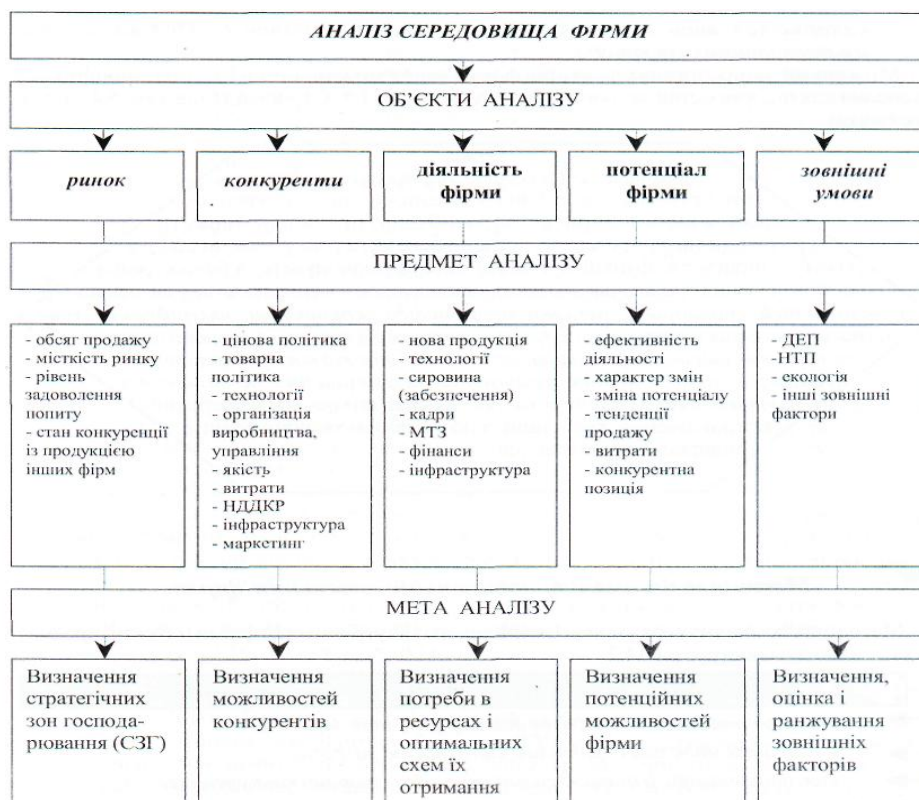 АНАЛІЗ СЕРЕДОВИЩА ФІРМИ
ОБ’ЄКТИ АНАЛІЗУ
ринок
конкуренти
діяльність
фірми
потенціал
фірми
зовнішні
умови
ПРЕДМЕТ АНАЛІЗУ
- обсяг продажу
- місткість ринку
- рівень
задоволення
попиту
- стан конкуренції
із продукцією
інших фірм
- цінова політика
- товарна
політика
- технології
- організація
виробництва,
управління
- якість
- витрати
- НДДКР
- інфраструктура
- маркетинг
- нова продукція
- технології
- сировина
(забезпечення)
- кадри
- МТЗ
- фінанси
- інфраструктура
- ефективність
діяльності
- характер змін
- зміна потенціалу
- тенденції
продажу
- витрати
- конкурентна
позиція
- ДЕП
-НТП
- екологія
- інші зовнішні
фактори
МЕТА АНАЛІЗУ
Визначення
стратегічних
зон господа-
рювання (СЗГ)
Визначення
можливостей
конкурентів
Визначення
потреби в
ресурсах і
оптимальних
схем їх
отримання
Визначення
потенційних
можливостей
фірми
Визначення,
оцінка і
ранжування
зовнішніх
факторів